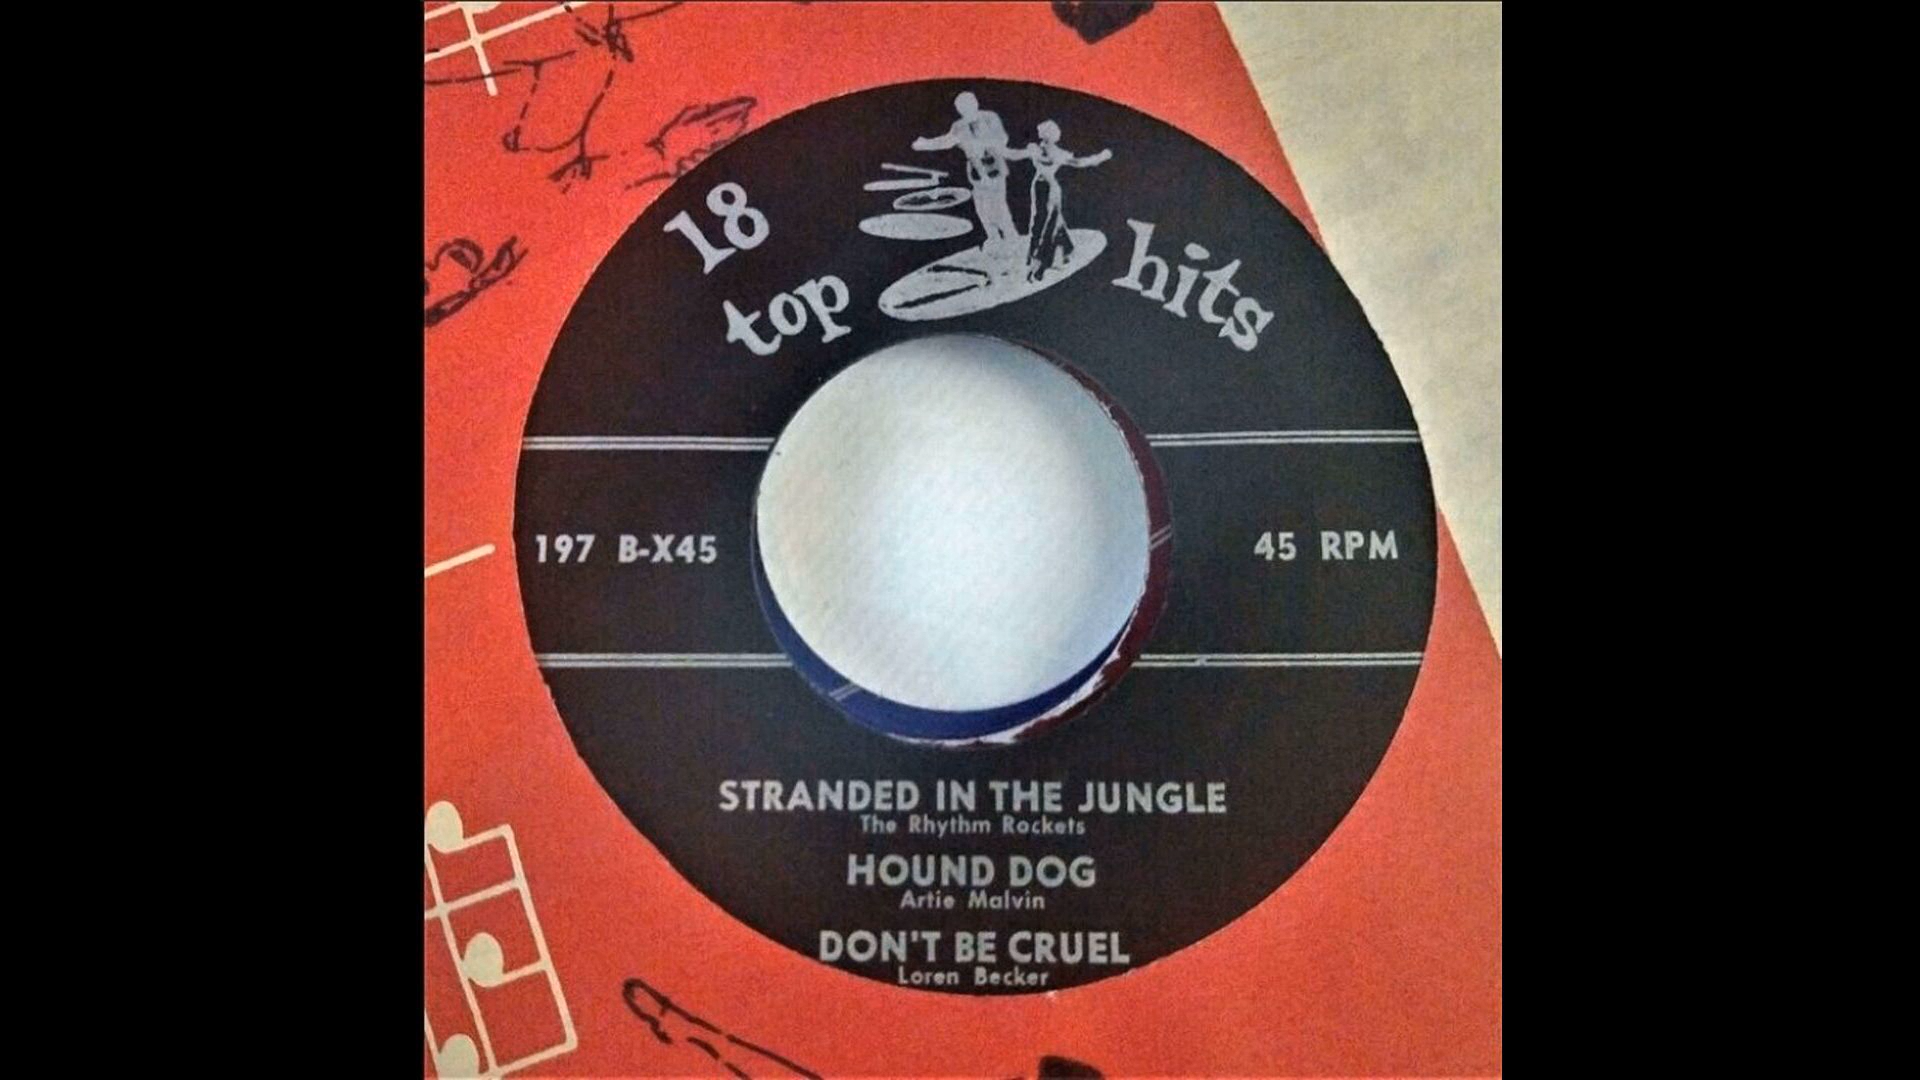 18
top hits
197 B-X45
45 RPM
STRANDED IN THE JUNGLE
The Rhythm Rockets
HOUND DOG
Artie Malvin
DON'T BE CRUEL
Loren Becker